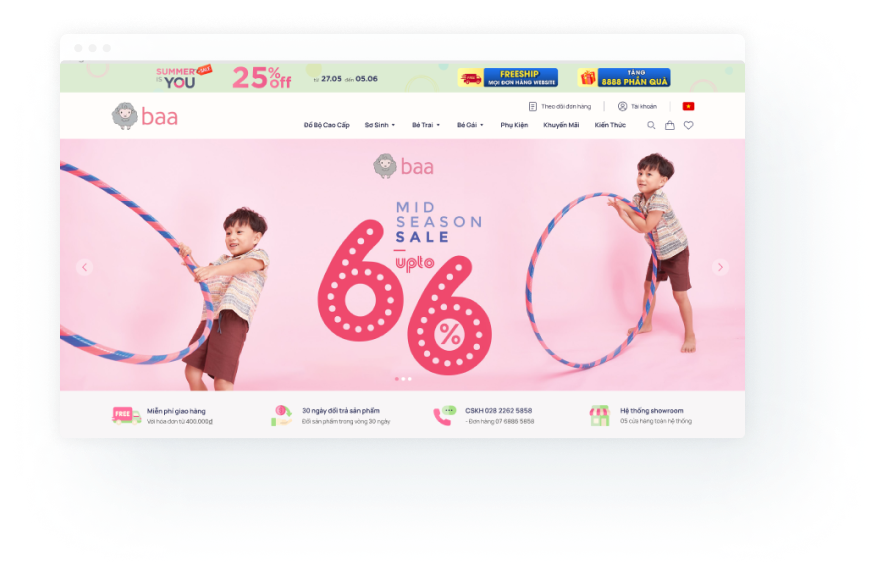 SUMMER SALE
IS YOU
25% off
từ 27.05 đến 05.06
FREESHIP
MỌI ĐƠN HÀNG WEBSITE
TẶNG
8888 PHẦN QUÀ
baa
Theo dõi đơn hàng
Tài khoản
Đồ Bộ Cao Cấp
Sơ Sinh
Bé Trai
Bé Gái
Phụ Kiện
Khuyến Mãi
Kiến Thức
baa
MID
SEASON
SALE
upto
66%
FREE
Miễn phí giao hàng
Với hóa đơn từ 400.000₫
30 ngày đổi trả sản phẩm
Đổi sản phẩm trong vòng 30 ngày
CSKH 028 2262 5858
- Đơn hàng 07 6886 5858
Hệ thống showroom
05 cửa hàng toàn hệ thống